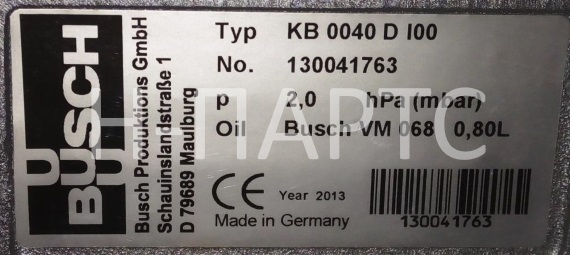 BUSCH
Busch Produktions GmbH
Schauinslandstraße 1
D 79689 Maulburg
Typ KB 0040 D I00
No. 130041763
p 2,0 hPa (mbar)
Oil Busch VM 068 0,80L
CE Year 2013
Made in Germany
130041763
ПАРТС